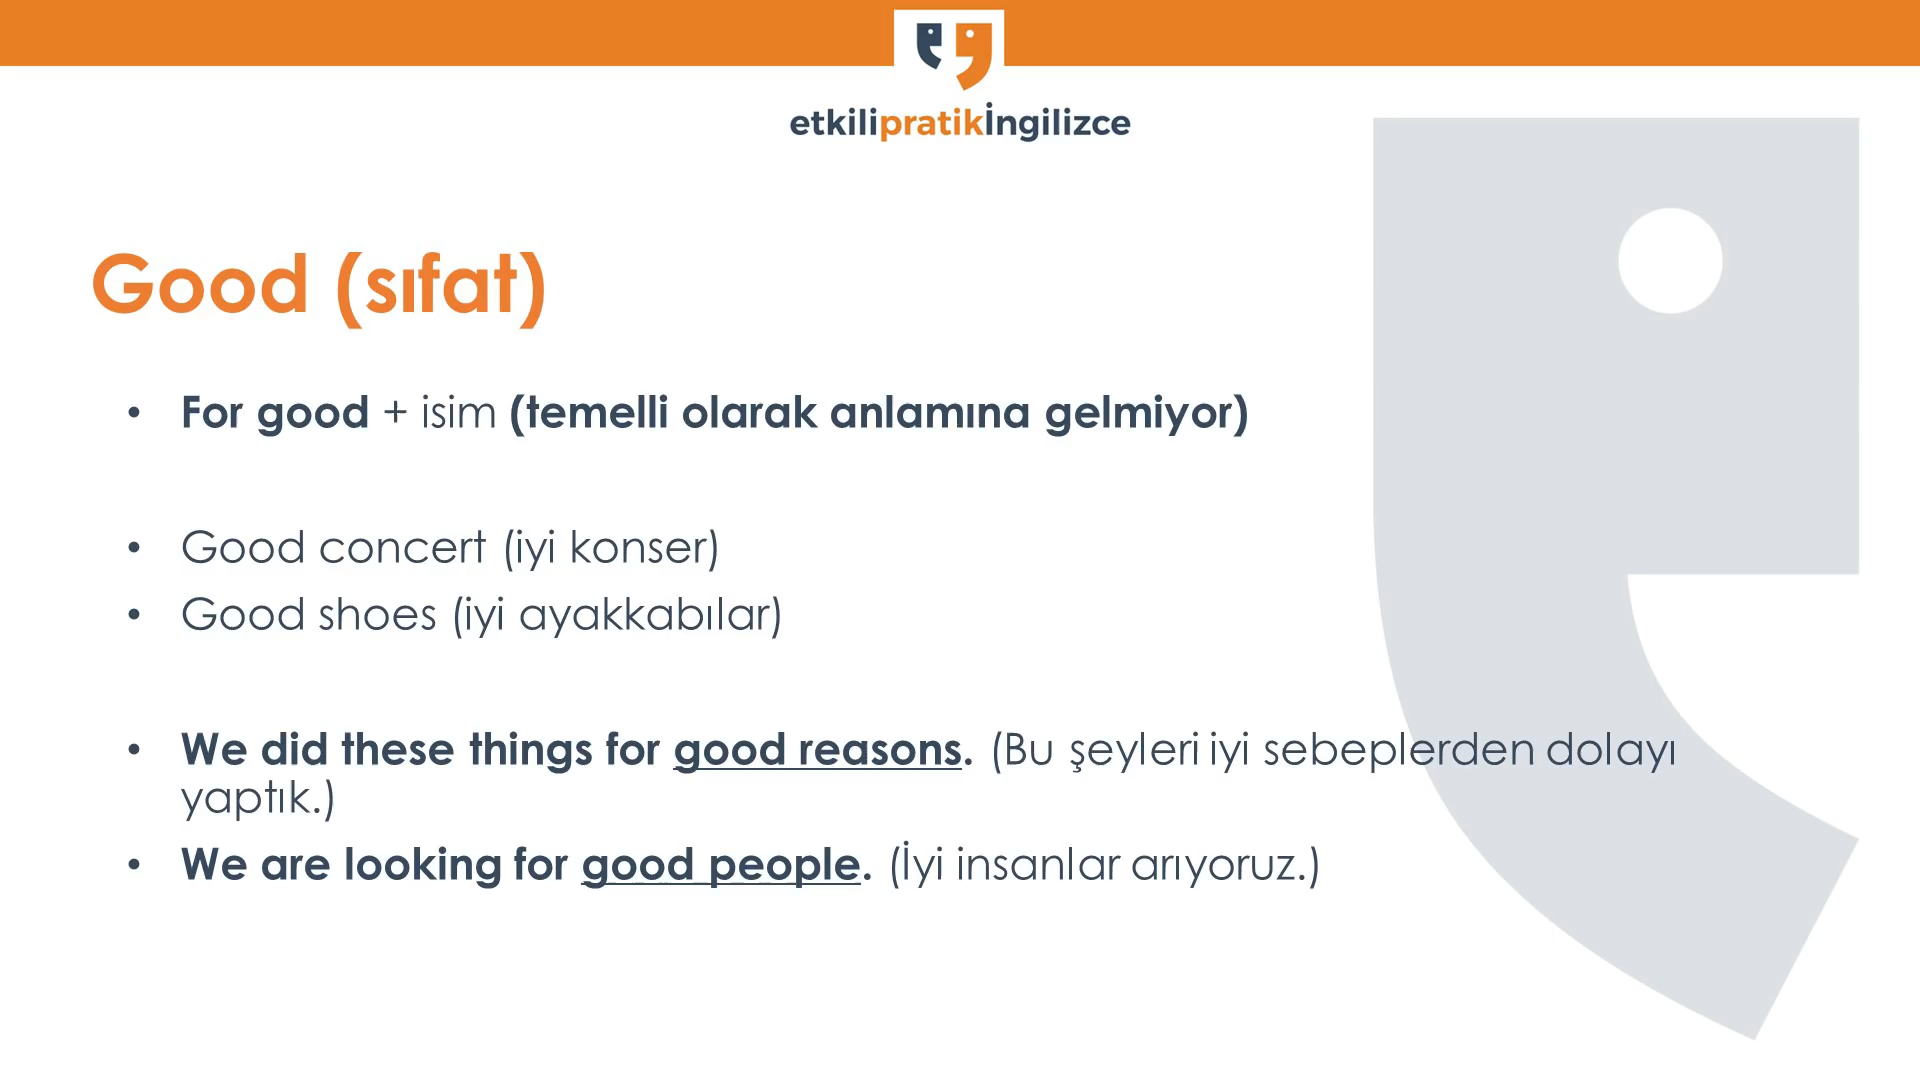 etkilipratikİngilizce
Good (sıfat)
• For good + isim (temelli olarak anlamına gelmiyor)
• Good concert (iyi konser)
• Good shoes (iyi ayakkabılar)
• We did these things for good reasons. (Bu şeyleri iyi sebeplerden dolayı
yaptık.)
• We are looking for good people. (İyi insanlar arıyoruz.)